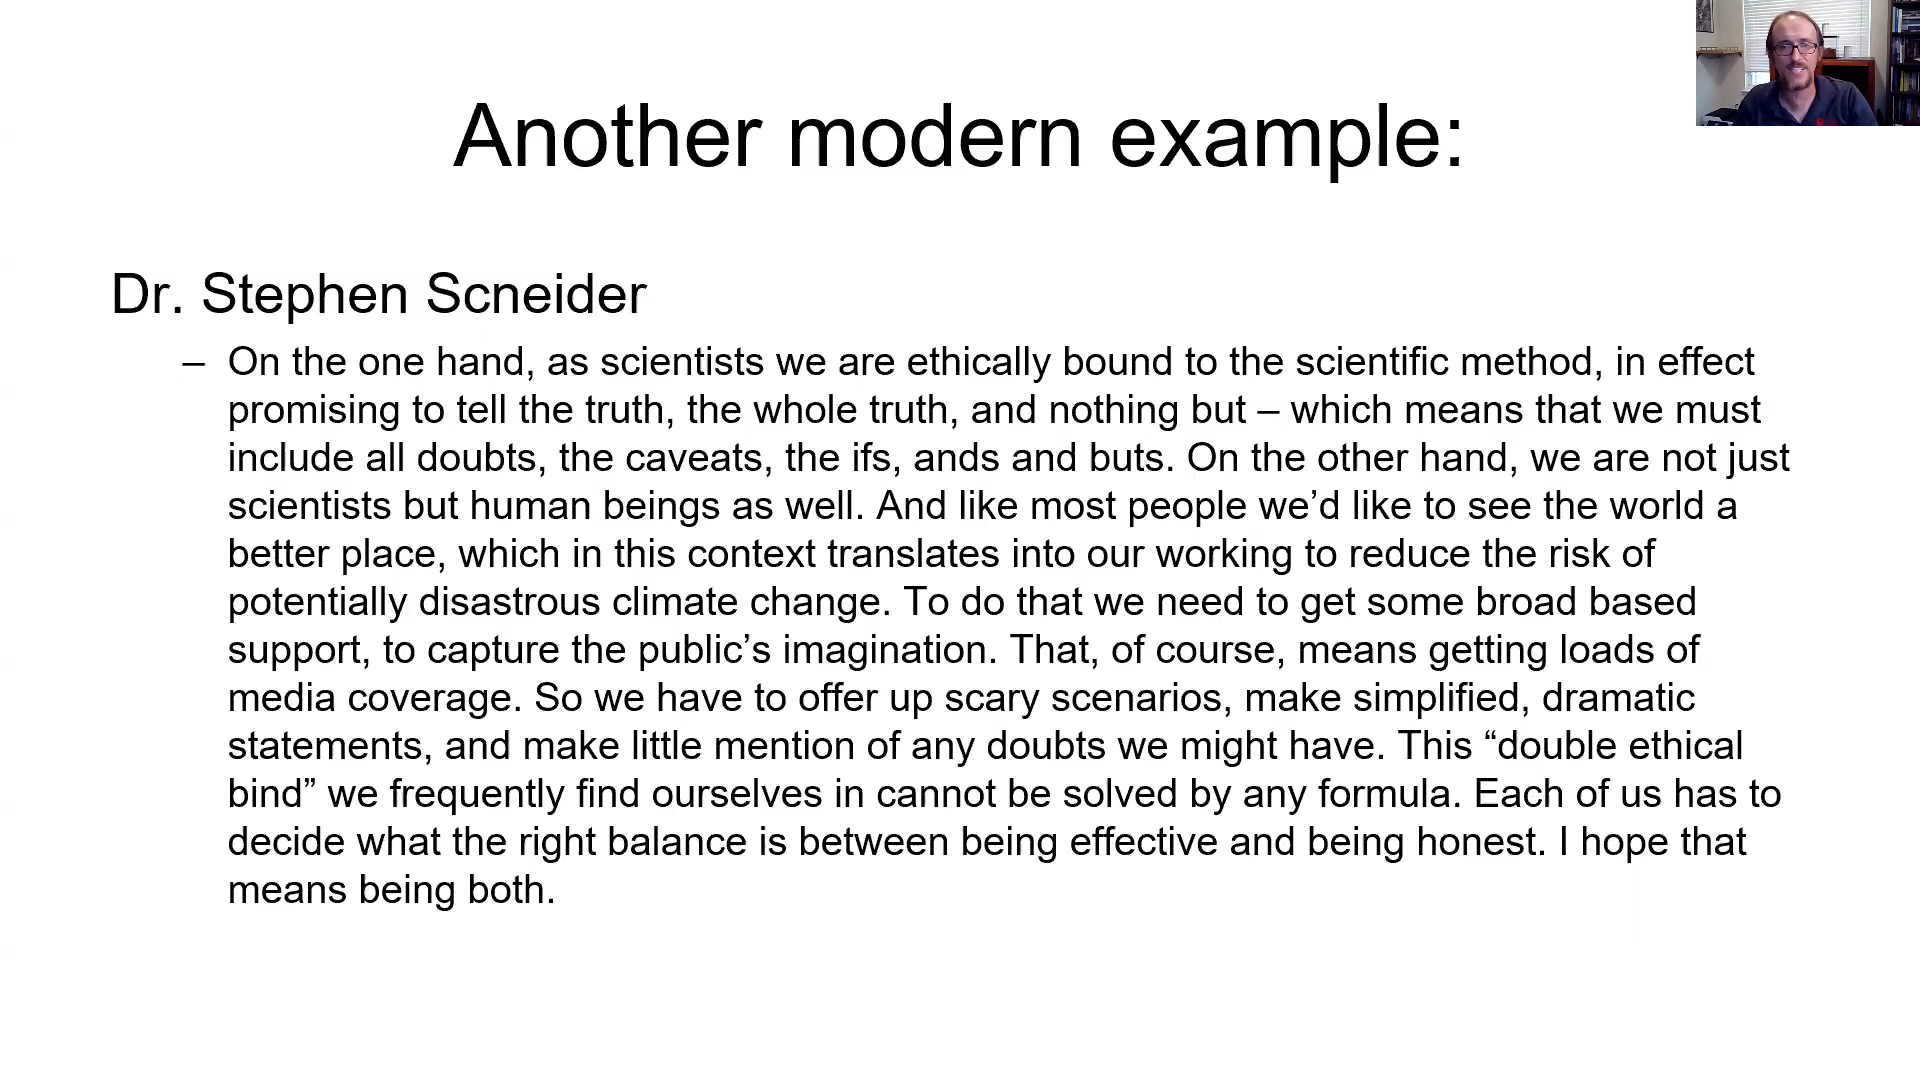 Another modern example:
Dr. Stephen Scneider
– On the one hand, as scientists we are ethically bound to the scientific method, in effect
promising to tell the truth, the whole truth, and nothing but – which means that we must
include all doubts, the caveats, the ifs, ands and buts. On the other hand, we are not just
scientists but human beings as well. And like most people we’d like to see the world a
better place, which in this context translates into our working to reduce the risk of
potentially disastrous climate change. To do that we need to get some broad based
support, to capture the public’s imagination. That, of course, means getting loads of
media coverage. So we have to offer up scary scenarios, make simplified, dramatic
statements, and make little mention of any doubts we might have. This “double ethical
bind” we frequently find ourselves in cannot be solved by any formula. Each of us has to
decide what the right balance is between being effective and being honest. I hope that
means being both.